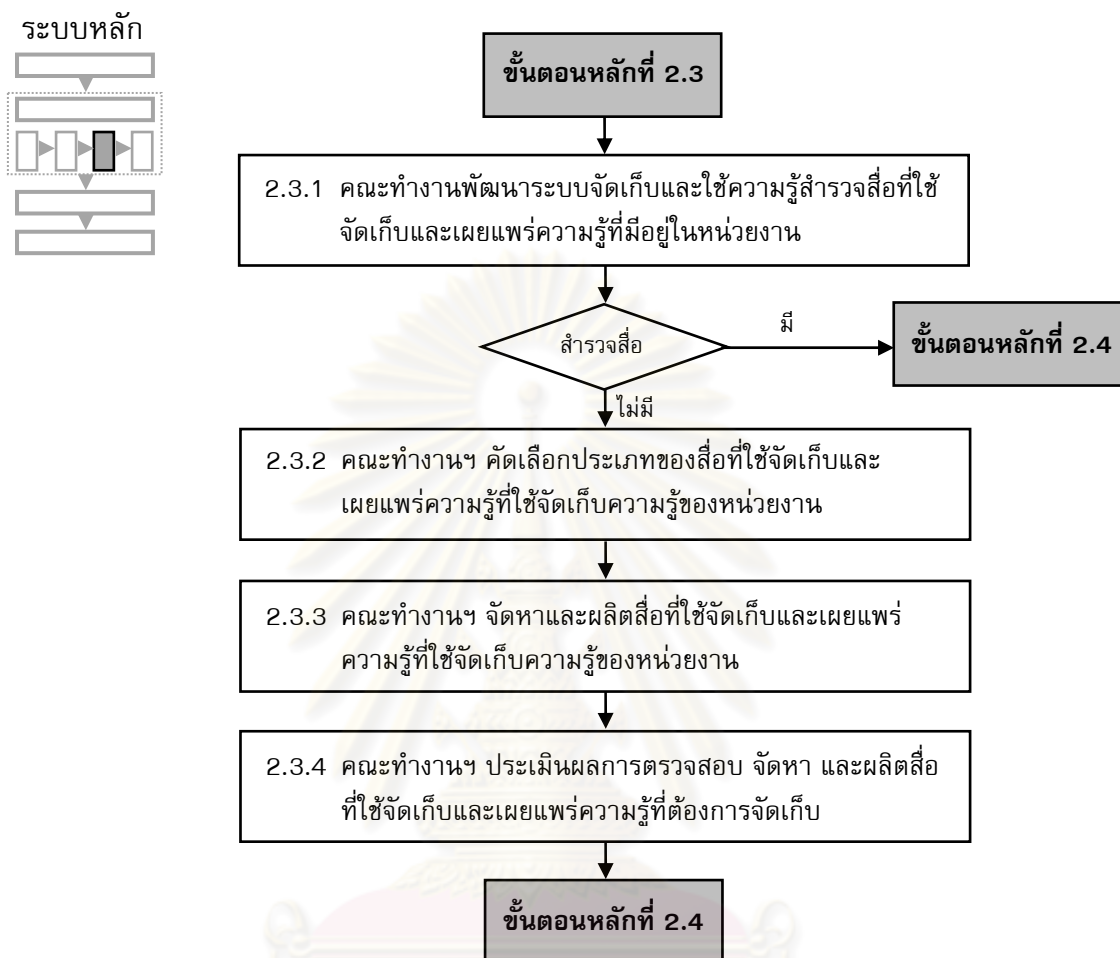 ระบบหลัก
ขั้นตอนหลักที่ 2.3
2.3.1 คณะทำงานพัฒนาระบบจัดเก็บและใช้ความรู้สำรวจสื่อที่ใช้
จัดเก็บและเผยแพร่ความรู้ที่มีอยู่ในหน่วยงาน
สำรวจสื่อ
มี
ขั้นตอนหลักที่ 2.4
ไม่มี
2.3.2 คณะทำงานฯ คัดเลือกประเภทของสื่อที่ใช้จัดเก็บและ
เผยแพร่ความรู้ที่ใช้จัดเก็บความรู้ของหน่วยงาน
2.3.3 คณะทำงานฯ จัดหาและผลิตสื่อที่ใช้จัดเก็บและเผยแพร่
ความรู้ที่ใช้จัดเก็บความรู้ของหน่วยงาน
2.3.4 คณะทำงานฯ ประเมินผลการตรวจสอบ จัดหา และผลิตสื่อ
ที่ใช้จัดเก็บและเผยแพร่ความรู้ที่ต้องการจัดเก็บ
ขั้นตอนหลักที่ 2.4